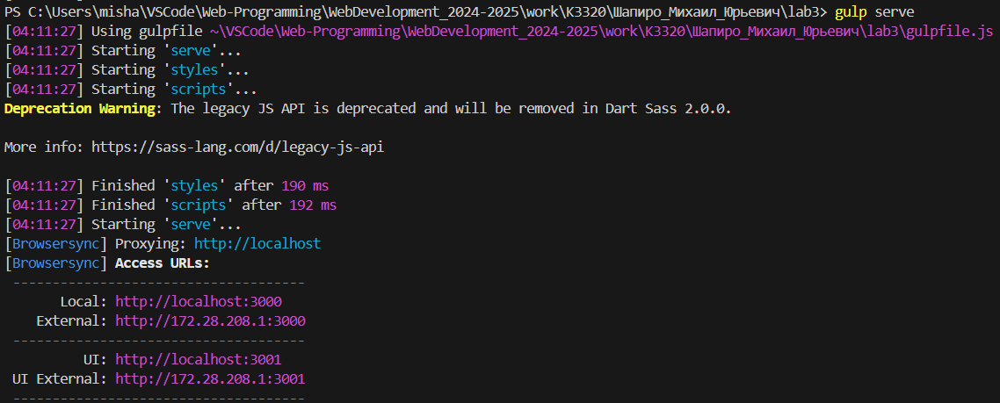 PS C:\Users\misha\VSCode\Web-Programming\WebDevelopment_2024-2025\work\K3320\Шапиро_Михаил_Юрьевич\lab3> gulp serve
[04:11:27] Using gulpfile ~\VSCode\Web-Programming\WebDevelopment_2024-2025\work\K3320\Шапиро_Михаил_Юрьевич\lab3\gulpfile.js
[04:11:27] Starting 'serve'...
[04:11:27] Starting 'styles'...
[04:11:27] Starting 'scripts'...
Deprecation Warning: The legacy JS API is deprecated and will be removed in Dart Sass 2.0.0.
More info: https://sass-lang.com/d/legacy-js-api
[04:11:27] Finished 'styles' after 190 ms
[04:11:27] Finished 'scripts' after 192 ms
[04:11:27] Starting 'serve'...
[Browsersync] Proxying: http://localhost
[Browsersync] Access URLs:
-------------------------------------
Local: http://localhost:3000
External: http://172.28.208.1:3000
-------------------------------------
UI: http://localhost:3001
UI External: http://172.28.208.1:3001
-------------------------------------